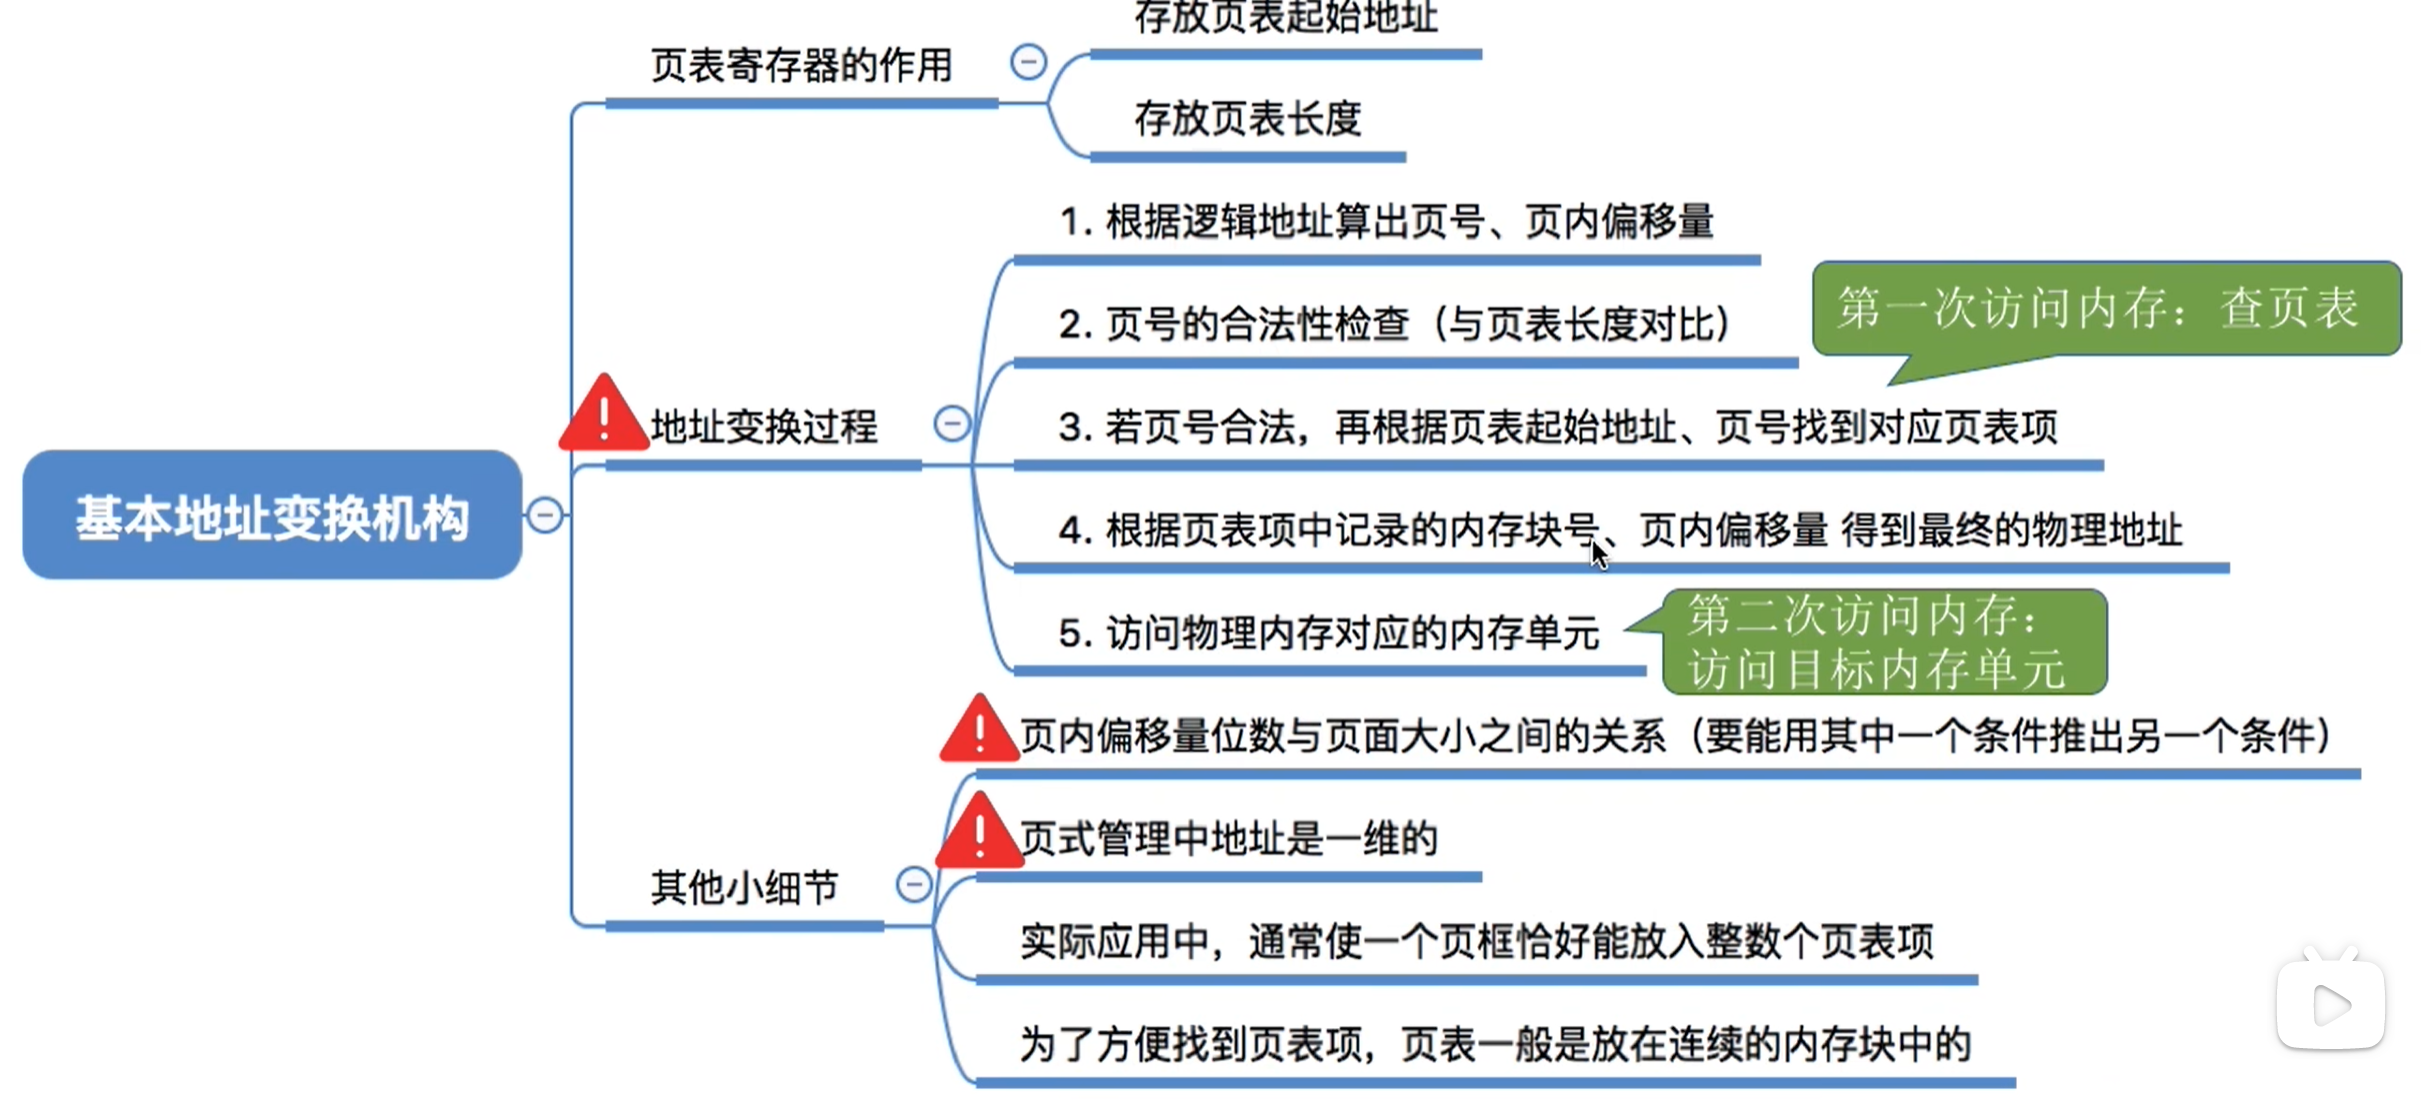 存放页表起始地址
页表寄存器的作用
存放页表长度
1. 根据逻辑地址算出页号、页内偏移量
2. 页号的合法性检查（与页表长度对比）
第一次访问内存：查页表
地址变换过程
3. 若页号合法，再根据页表起始地址、页号找到对应页表项
基本地址变换机构
4. 根据页表项中记录的内存块号、页内偏移量 得到最终的物理地址
5. 访问物理内存对应的内存单元
第二次访问内存：
访问目标内存单元
页内偏移量位数与页面大小之间的关系（要能用其中一个条件推出另一个条件）
页式管理中地址是一维的
其他小细节
实际应用中，通常使一个页框恰好能放入整数个页表项
为了方便找到页表项，页表一般是放在连续的内存块中的